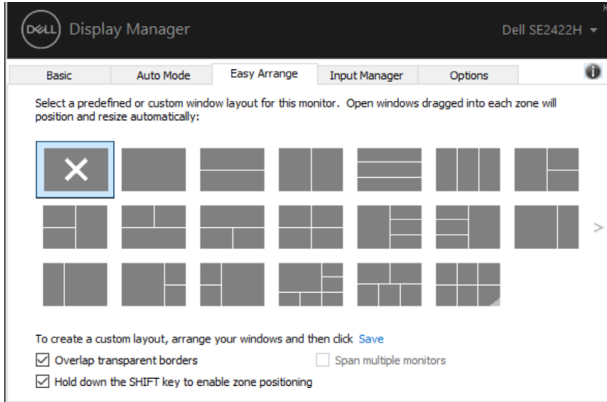 DELL Display Manager
Dell SE2422H
Basic Auto Mode Easy Arrange Input Manager Options
Select a predefined or custom window layout for this monitor. Open windows dragged into each zone will
position and resize automatically:
To create a custom layout, arrange your windows and then click Save
Overlap transparent borders
Span multiple monitors
Hold down the SHIFT key to enable zone positioning